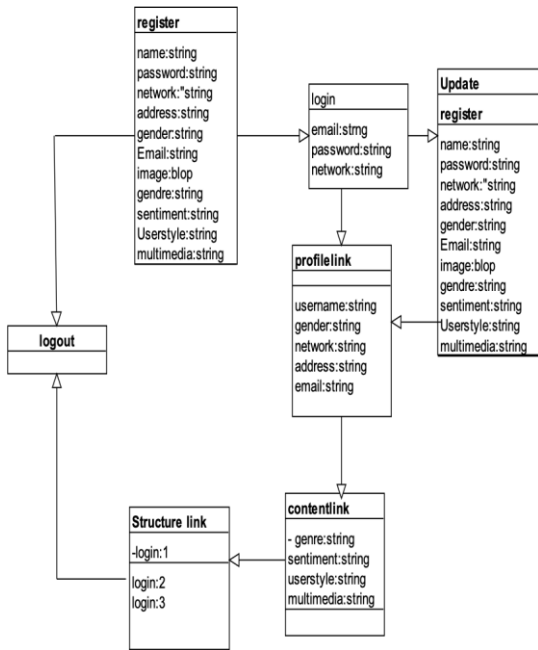 register
name:string
password:string
network:"string
address:string
gender:string
Email:string
image:blop
gendre:string
sentiment:string
Userstyle:string
multimedia:string
login
email:strng
password:string
network:string
Update
register
name:string
password:string
network:"string
address:string
gender:string
Email:string
image:blop
gendre:string
sentiment:string
Userstyle:string
multimedia:string
profilelink
username:string
gender:string
network:string
address:string
email:string
logout
contentlink
- genre:string
sentiment:string
userstyle:string
multimedia:string
Structure link
-login:1
login:2
login:3